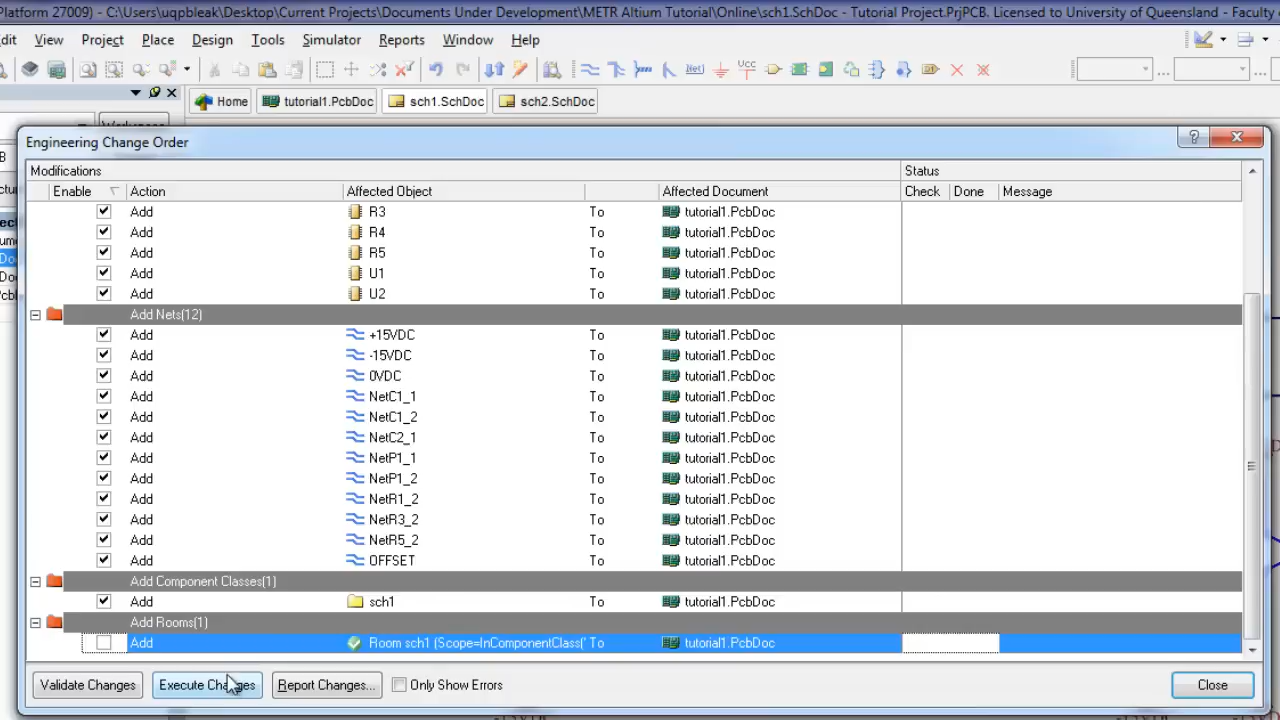 Platform 27009) - C:\Users\uqpbleak\Desktop\Current Projects\Documents Under Development\METR Altium Tutorial\Online\sch1.SchDoc - Tutorial Project.PrjPCB. Licensed to University of Queensland - Faculty
dit View Project Place Design Tools Simulator Reports Window Help
Net Vcc
Home tutorial1.PcbDoc sch1.SchDoc sch2.SchDoc
Engineering Change Order
Modifications Status
Enable Action Affected Object Affected Document Check Done Message
Add R3 To tutorial1.PcbDoc
Add R4 To tutorial1.PcbDoc
Add R5 To tutorial1.PcbDoc
Add U1 To tutorial1.PcbDoc
Add U2 To tutorial1.PcbDoc
Add Nets(12)
Add +15VDC To tutorial1.PcbDoc
Add -15VDC To tutorial1.PcbDoc
Add 0VDC To tutorial1.PcbDoc
Add NetC1_1 To tutorial1.PcbDoc
Add NetC1_2 To tutorial1.PcbDoc
Add NetC2_1 To tutorial1.PcbDoc
Add NetP1_1 To tutorial1.PcbDoc
Add NetP1_2 To tutorial1.PcbDoc
Add NetR1_2 To tutorial1.PcbDoc
Add NetR3_2 To tutorial1.PcbDoc
Add NetR5_2 To tutorial1.PcbDoc
Add OFFSET To tutorial1.PcbDoc
Add Component Classes(1)
Add sch1 To tutorial1.PcbDoc
Add Rooms(1)
Add Room sch1 (Scope=InComponentClass(' To tutorial1.PcbDoc
Validate Changes Execute Changes Report Changes... Only Show Errors Close